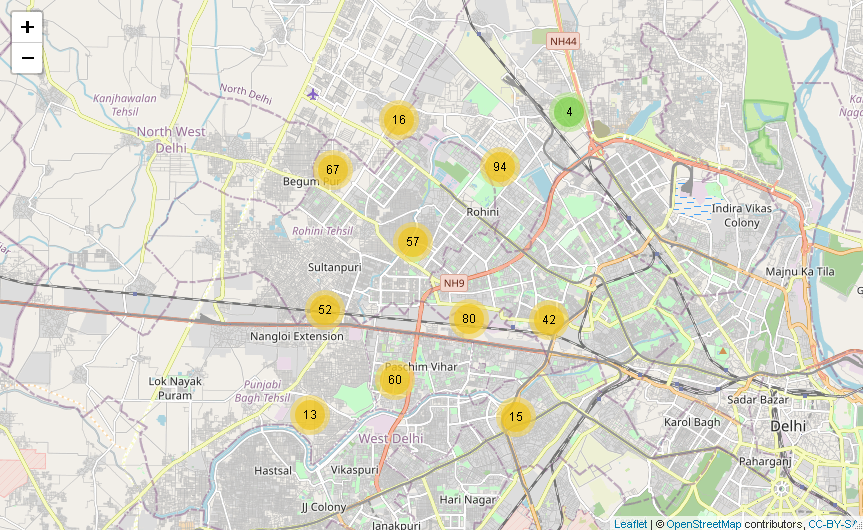 +
−
NH44
4
Kanjhawalan
Tehsil
North Delhi
16
North West
Delhi
94
67
Begum Pur
Rohini
Indira Vikas
Colony
Rohini Tehsil
57
Sultanpuri
Majnu Ka Tila
NH9
52
80
42
Nangloi Extension
Paschim Vihar
60
Lok Nayak
Puram
Punjabi
Bagh Tehsil
Sadar Bazar
13
15
Karol Bagh
Delhi
West Delhi
Paharganj
Hastsal
Vikaspuri
Hari Nagar
JJ Colony
Janakpuri
Leaflet | © OpenStreetMap contributors, CC-BY-SA